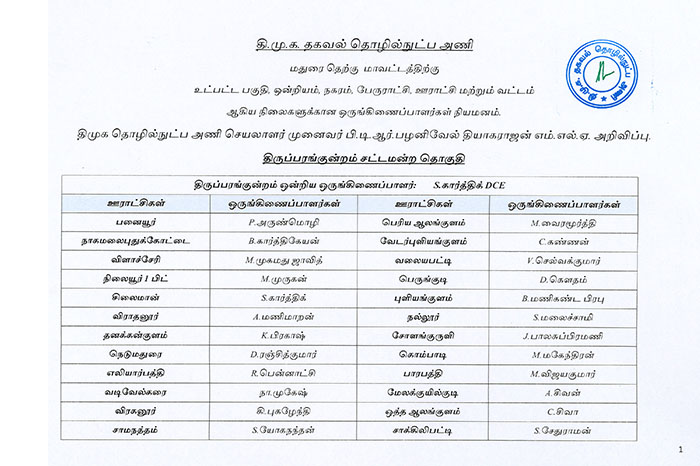 தி.மு.க. தகவல் தொழில்நுட்ப அணி
மதுரை தெற்கு மாவட்டத்திற்கு
உட்பட்ட பகுதி, ஒன்றியம், நகரம், பேரூராட்சி, ஊராட்சி மற்றும் வட்டம்
ஆகிய நிலைகளுக்கான ஒருங்கிணைப்பாளர்கள் நியமனம்.
திமுக தொழில்நுட்ப அணி செயலாளர் முனைவர் பி.டி.ஆர்.பழனிவேல் தியாகராஜன் எம்.எல்.ஏ. அறிவிப்பு.
திருப்பரங்குன்றம் சட்டமன்ற தொகுதி
திருப்பரங்குன்றம் ஒன்றிய ஒருங்கிணைப்பாளர்: S.கார்த்திக் DCE
ஊராட்சிகள் ஒருங்கிணைப்பாளர்கள் ஊராட்சிகள் ஒருங்கிணைப்பாளர்கள்
பனையூர் P.அருண்மொழி பெரிய ஆலங்குளம் M.வைரமூர்த்தி
நாகமலைபுதுக்கோட்டை B.கார்த்திகேயன் வேடர்புளியங்குளம் C.கண்ணன்
விளாச்சேரி M.முகமது ஜாவித் வலையபட்டி V.செல்வக்குமார்
நிலையூர் I பிட் M.முருகன் பெருங்குடி D.கௌதம்
சிலைமான் S.கார்த்திக் புளியங்குளம் B.மணிகண்ட பிரபு
விராதனூர் A.மணிமாறன் நல்லூர் S.மலைச்சாமி
தனக்கன்குளம் K.பிரகாஷ் சோளங்குருளி J.பாலசுப்பிரமணி
நெடுமதுரை D.ரஞ்சித்குமார் கொம்பாடி M.மகேந்திரன்
எலியார்பத்தி R.பென்னாட்சி பாரபத்தி M.விஜயகுமார்
வடிவேல்கரை நா.முகேஷ் மேலக்குயில்குடி A.சிவன்
விரகனூர் கி.புகழேந்தி ஒத்த ஆலங்குளம் C.சிவா
சாமநத்தம் S.யோகநந்தன் சாக்கிலிபட்டி S.சேதுராமன்
தி.மு.க. தகவல் தொழில்நுட்ப அணி
1